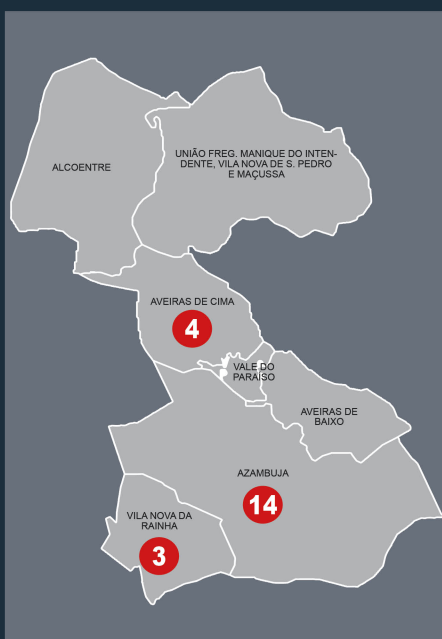 UNIÃO FREG. MANIQUE DO INTEN-
DENTE, VILA NOVA DE S. PEDRO
E MAÇUSSA
ALCOENTRE
AVEIRAS DE CIMA
4
VALE DO
PARAÍSO
AVEIRAS DE
BAIXO
AZAMBUJA
14
VILA NOVA DA
RAINHA
3